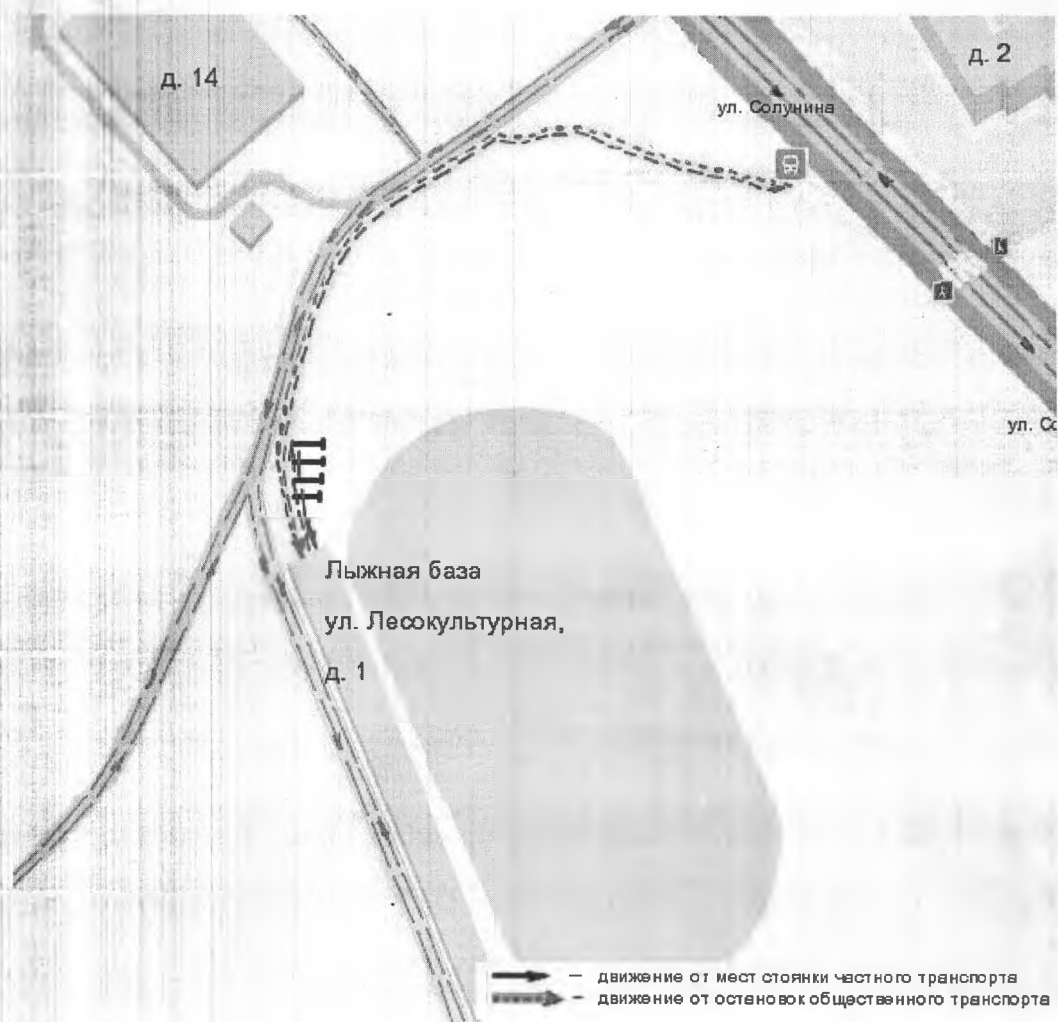 д. 14
д. 2
ул. Солунина
ул. Со
Лыжная база
ул. Лесокультурная,
д. 1
– движение от мест стоянки частного транспорта
– движение от остановок общественного транспорта